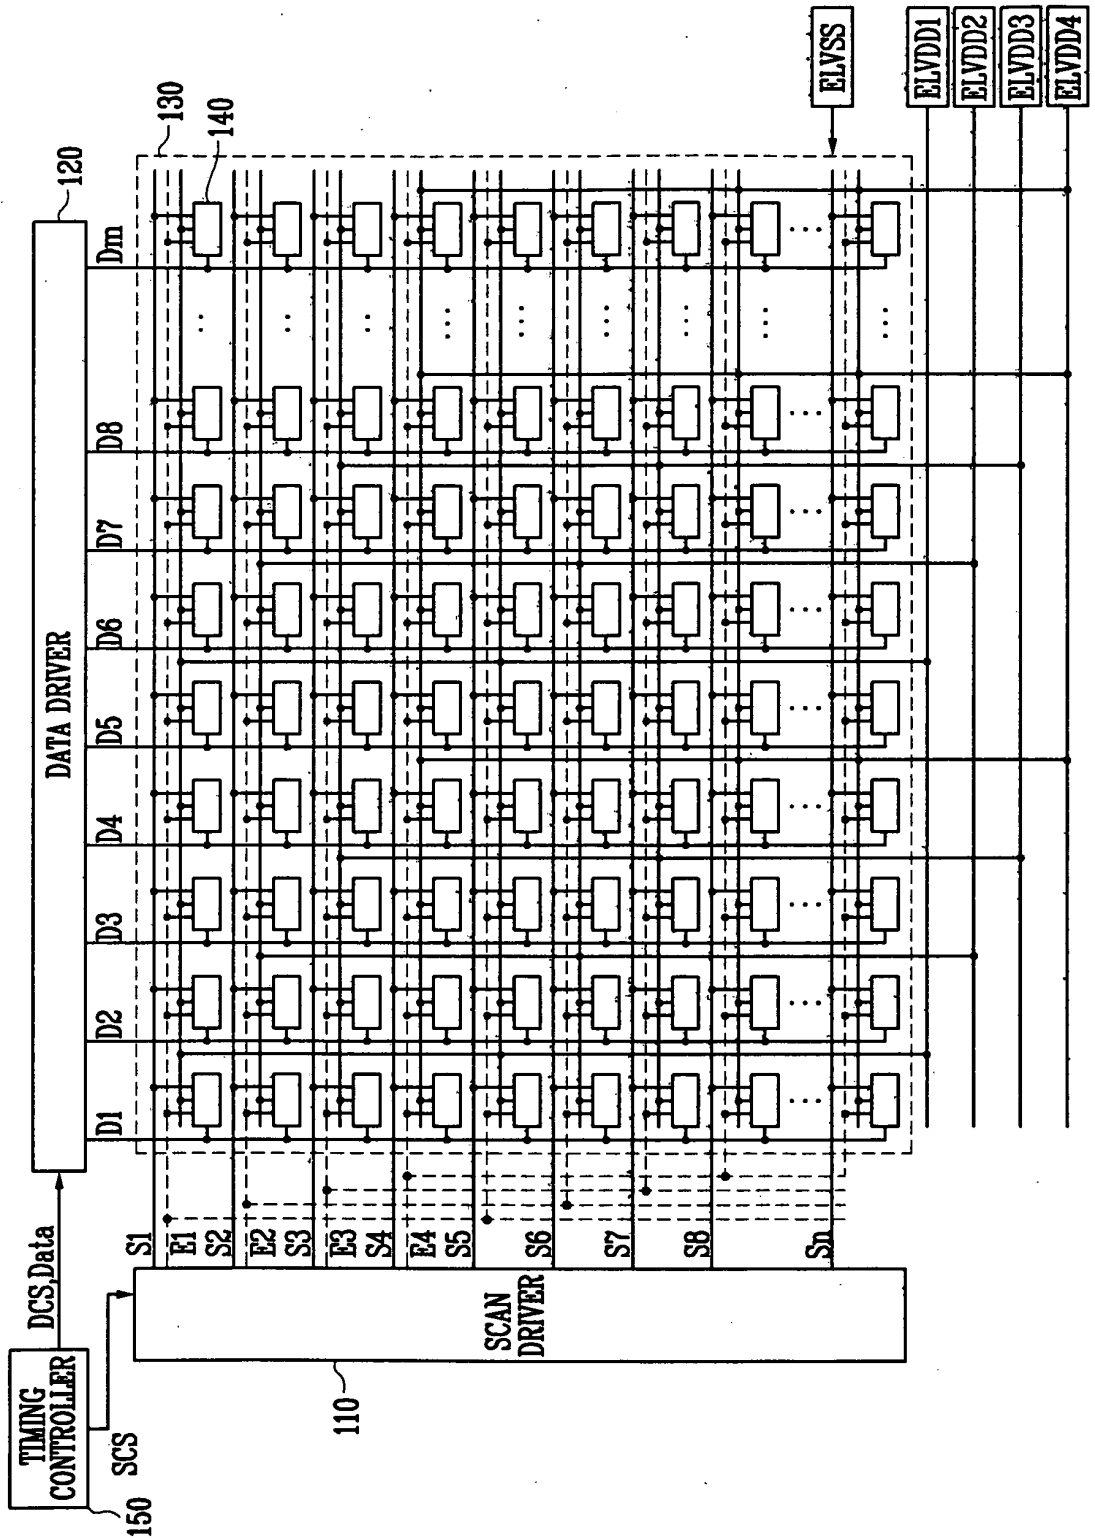 120
DATA DRIVER
130
140
D1
D2
D3
D4
D5
D6
D7
D8
Dm
DCS,Data
TIMING
CONTROLLER
150
SCS
S1
E1
S2
E2
S3
E3
S4
E4
S5
S6
S7
S8
Sn
SCAN
DRIVER
110
ELVSS
ELVDD1
ELVDD2
ELVDD3
ELVDD4